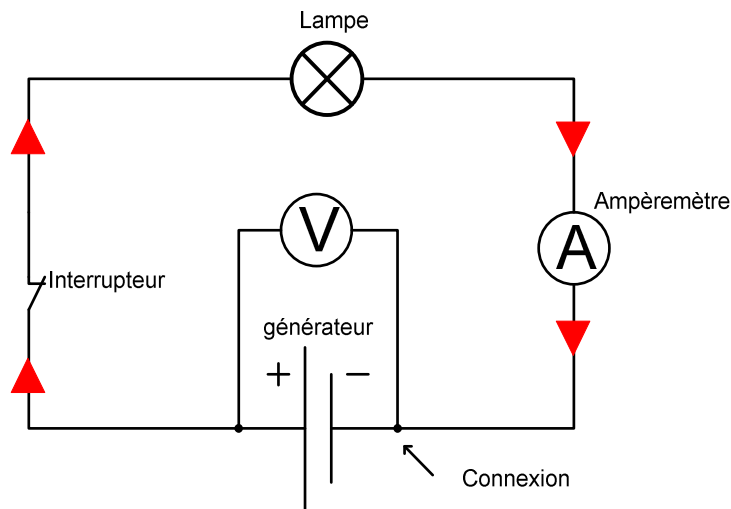 Lampe
Ampèremètre
V
A
Interrupteur
générateur
+ −
Connexion